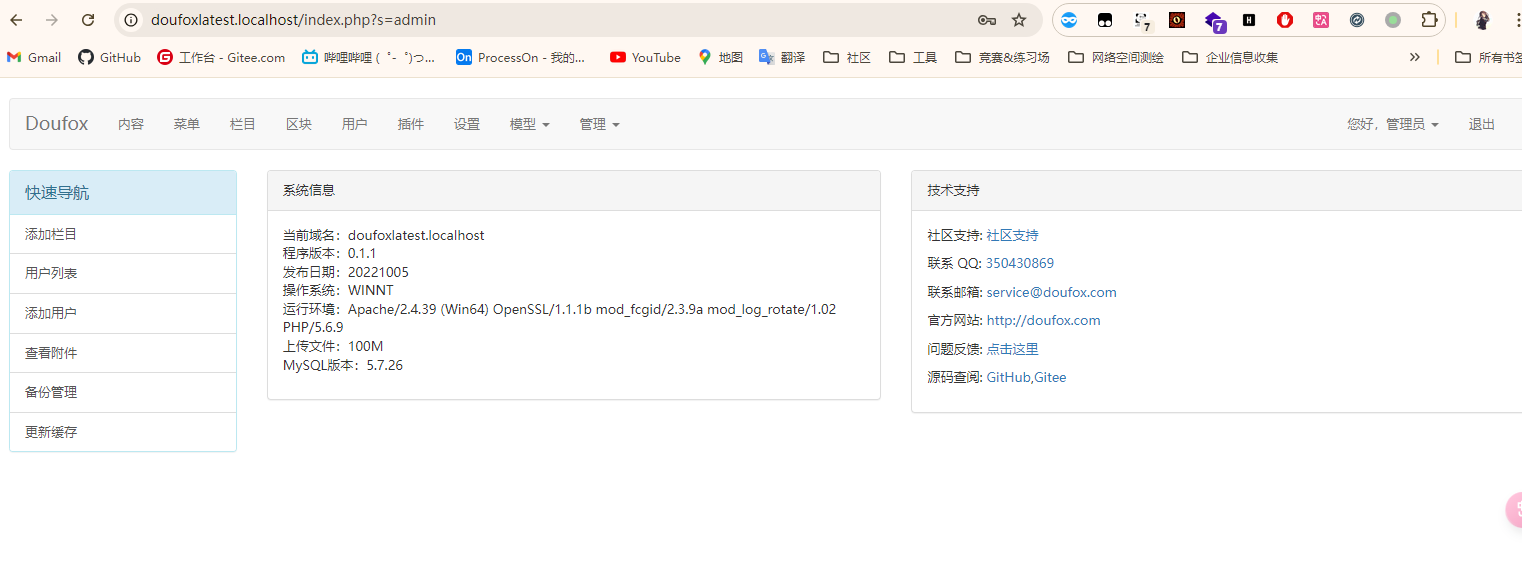 doufoxlatest.localhost/index.php?s=admin
7
7
Gmail GitHub 工作台 - Gitee.com 哔哩哔哩 (゜-゜)つ... On ProcessOn - 我的... YouTube 地图 翻译 社区 工具 竞赛&练习场 网络空间测绘 企业信息收集 » 所有书签
Doufox 内容 菜单 栏目 区块 用户 插件 设置 模型 管理 您好，管理员 退出
快速导航
添加栏目
用户列表
添加用户
查看附件
备份管理
更新缓存
系统信息
当前域名：doufoxlatest.localhost
程序版本：0.1.1
发布日期：20221005
操作系统：WINNT
运行环境：Apache/2.4.39 (Win64) OpenSSL/1.1.1b mod_fcgid/2.3.9a mod_log_rotate/1.02
PHP/5.6.9
上传文件：100M
MySQL版本：5.7.26
技术支持
社区支持: 社区支持
联系 QQ: 350430869
联系邮箱: service@doufox.com
官方网站: http://doufox.com
问题反馈: 点击这里
源码查阅: GitHub,Gitee